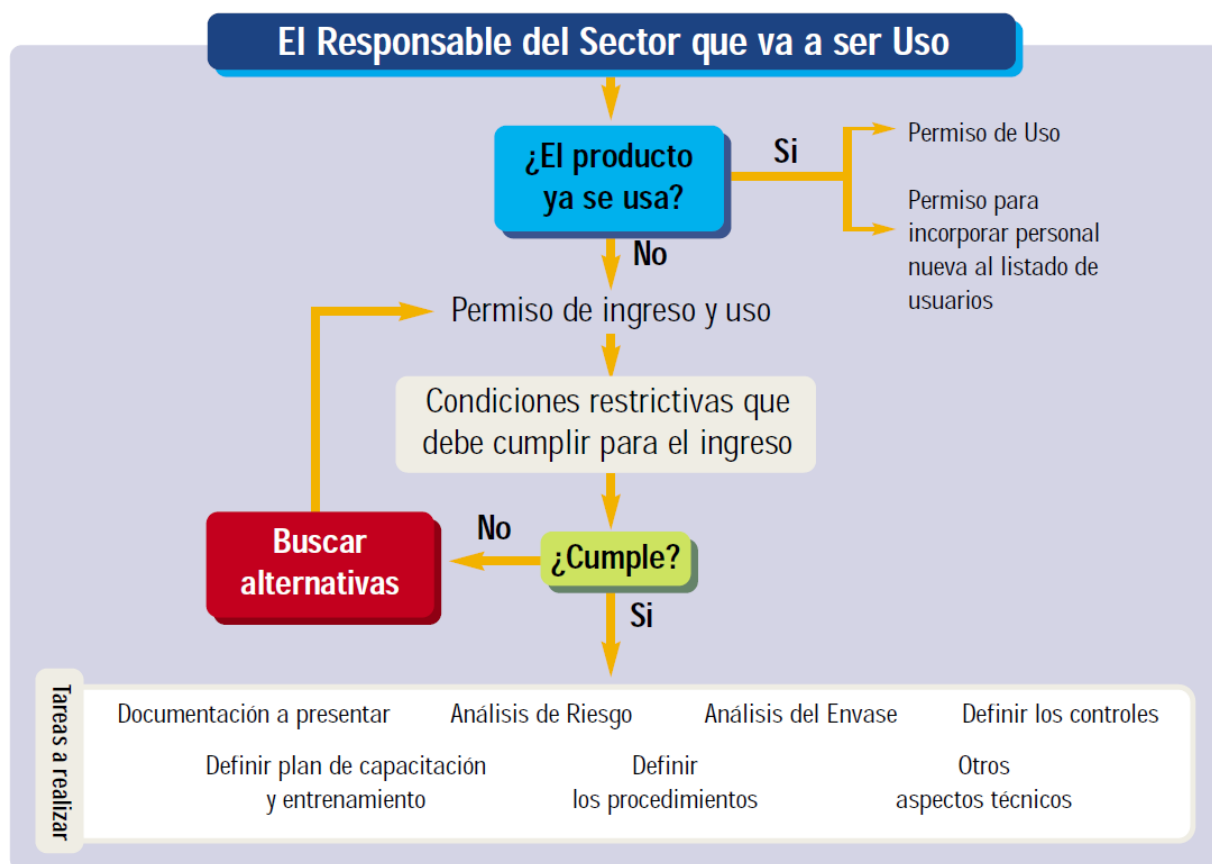 El Responsable del Sector que va a ser Uso
¿El producto
ya se usa?
Si
Permiso de Uso
Permiso para
incorporar personal
nueva al listado de
usuarios
No
Permiso de ingreso y uso
Condiciones restrictivas que
debe cumplir para el ingreso
Buscar
alternativas
No
¿Cumple?
Si
Tareas a realizar
Documentación a presentar
Análisis de Riesgo
Análisis del Envase
Definir los controles
Definir plan de capacitación
y entrenamiento
Definir
los procedimientos
Otros
aspectos técnicos